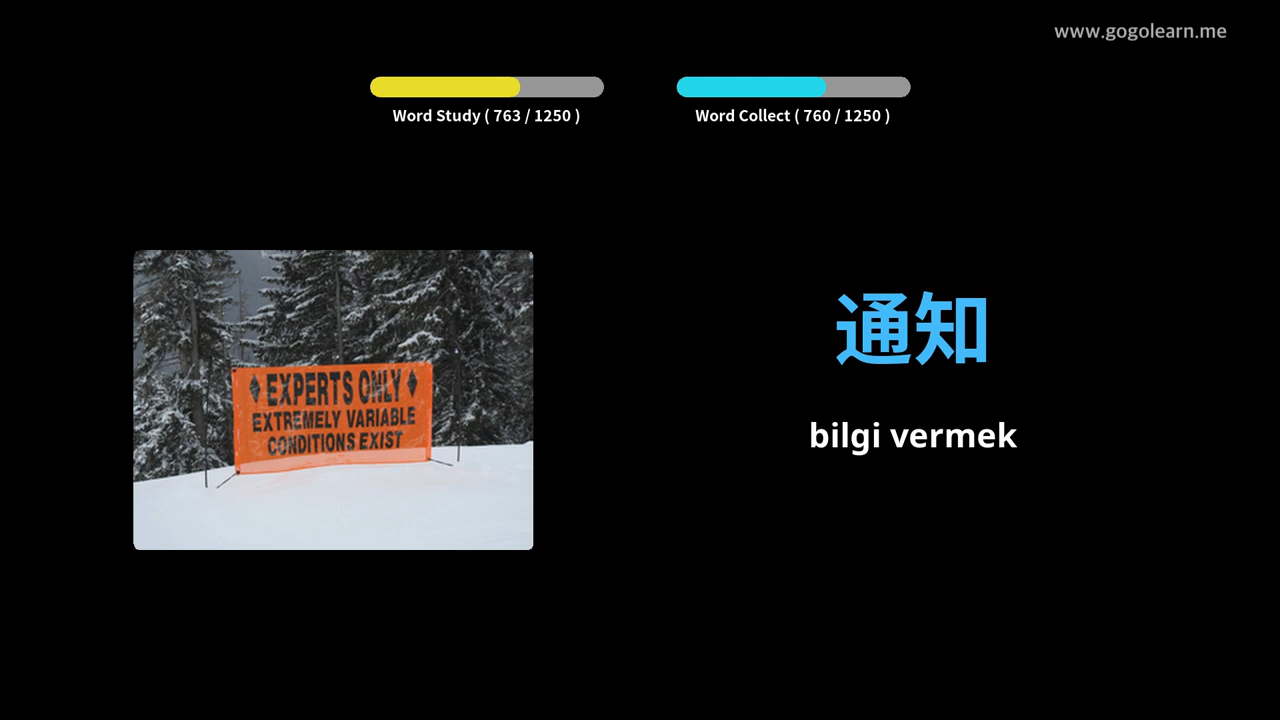 www.gogolearn.me
Word Study ( 763 / 1250 )
Word Collect ( 760 / 1250 )
EXPERTS ONLY
EXTREMELY VARIABLE
CONDITIONS EXIST
通知
bilgi vermek